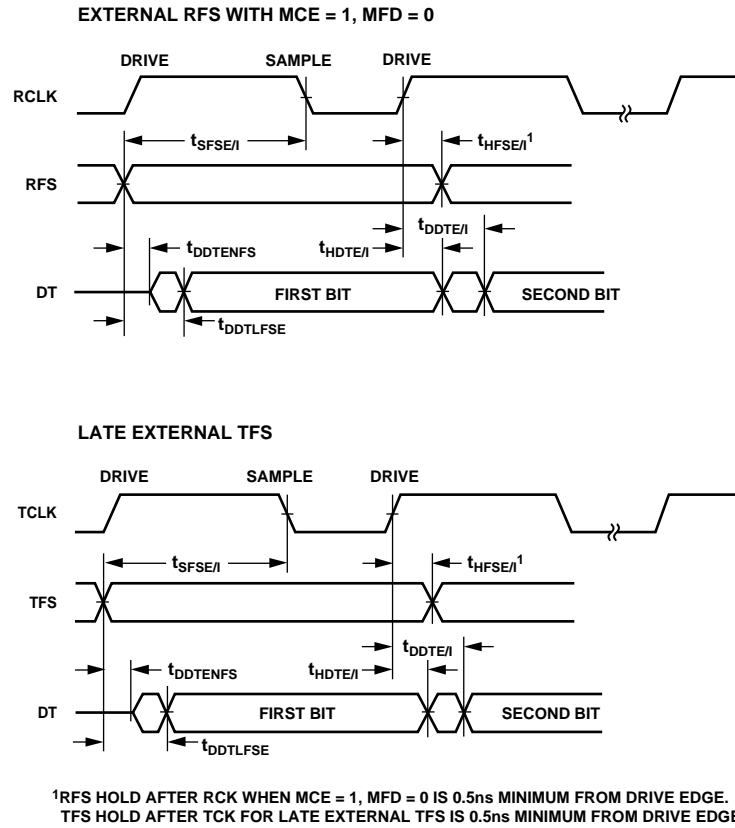 EXTERNAL RFS WITH MCE = 1, MFD = 0
DRIVE SAMPLE DRIVE
RCLK
tSFSE/I tHFSE/I1
RFS
tDDTE/I
tDDTENFS tHDTE/I
DT FIRST BIT SECOND BIT
tDDTLFSE
LATE EXTERNAL TFS
DRIVE SAMPLE DRIVE
TCLK
tSFSE/I tHFSE/I1
TFS
tDDTE/I
tDDTENFS tHDTE/I
DT FIRST BIT SECOND BIT
tDDTLFSE
1RFS HOLD AFTER RCK WHEN MCE = 1, MFD = 0 IS 0.5ns MINIMUM FROM DRIVE EDGE.
TFS HOLD AFTER TCK FOR LATE EXTERNAL TFS IS 0.5ns MINIMUM FROM DRIVE EDGE